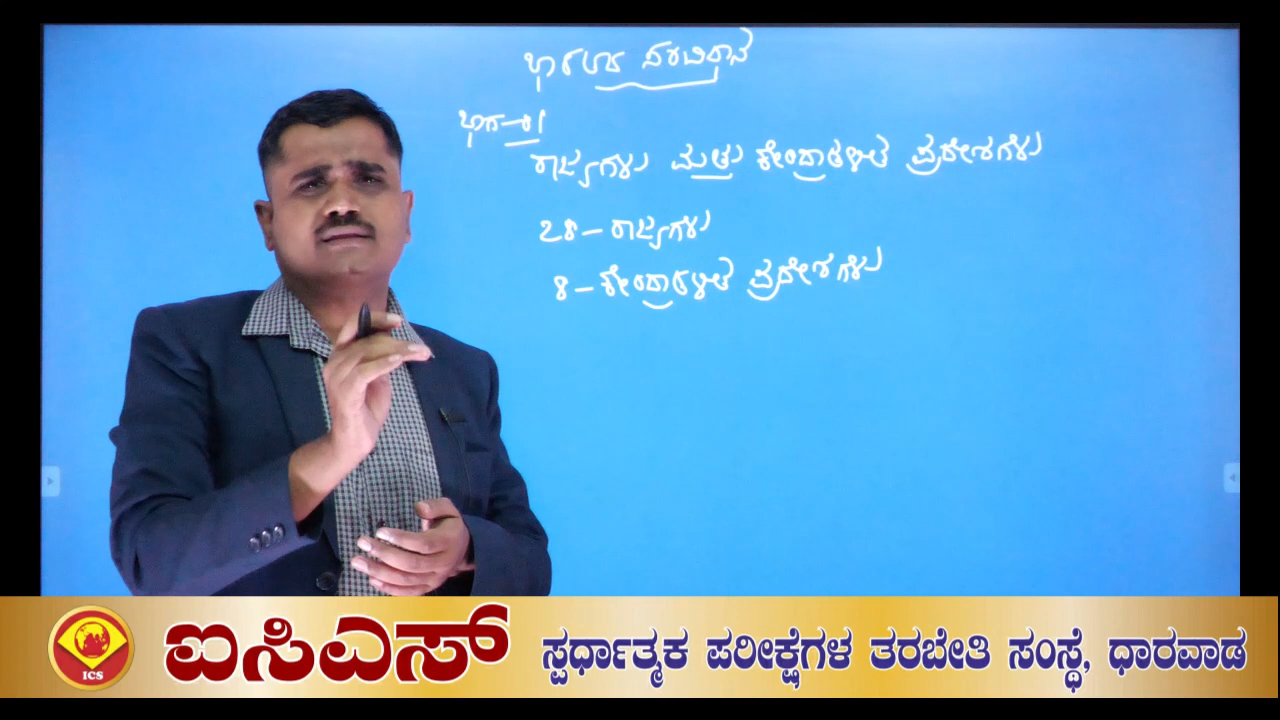 ಭಾರತದ ಸಂವಿಧಾನ
ಭಾಗ-01
ರಾಜ್ಯಗಳು ಮತ್ತು ಕೇಂದ್ರಾಡಳಿತ ಪ್ರದೇಶಗಳು
28-ರಾಜ್ಯಗಳು
8-ಕೇಂದ್ರಾಡಳಿತ ಪ್ರದೇಶಗಳು
ICS
ಐಸಿಎಸ್ ಸ್ಪರ್ಧಾತ್ಮಕ ಪರೀಕ್ಷೆಗಳ ತರಬೇತಿ ಸಂಸ್ಥೆ, ಧಾರವಾಡ